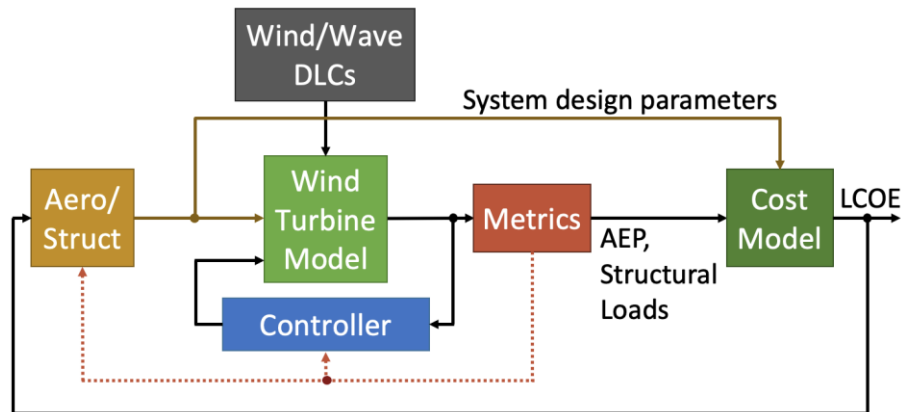 Wind/Wave
DLCs
System design parameters
Aero/
Struct
Wind
Turbine
Model
Metrics
AEP,
Structural
Loads
Cost
Model
LCOE
Controller